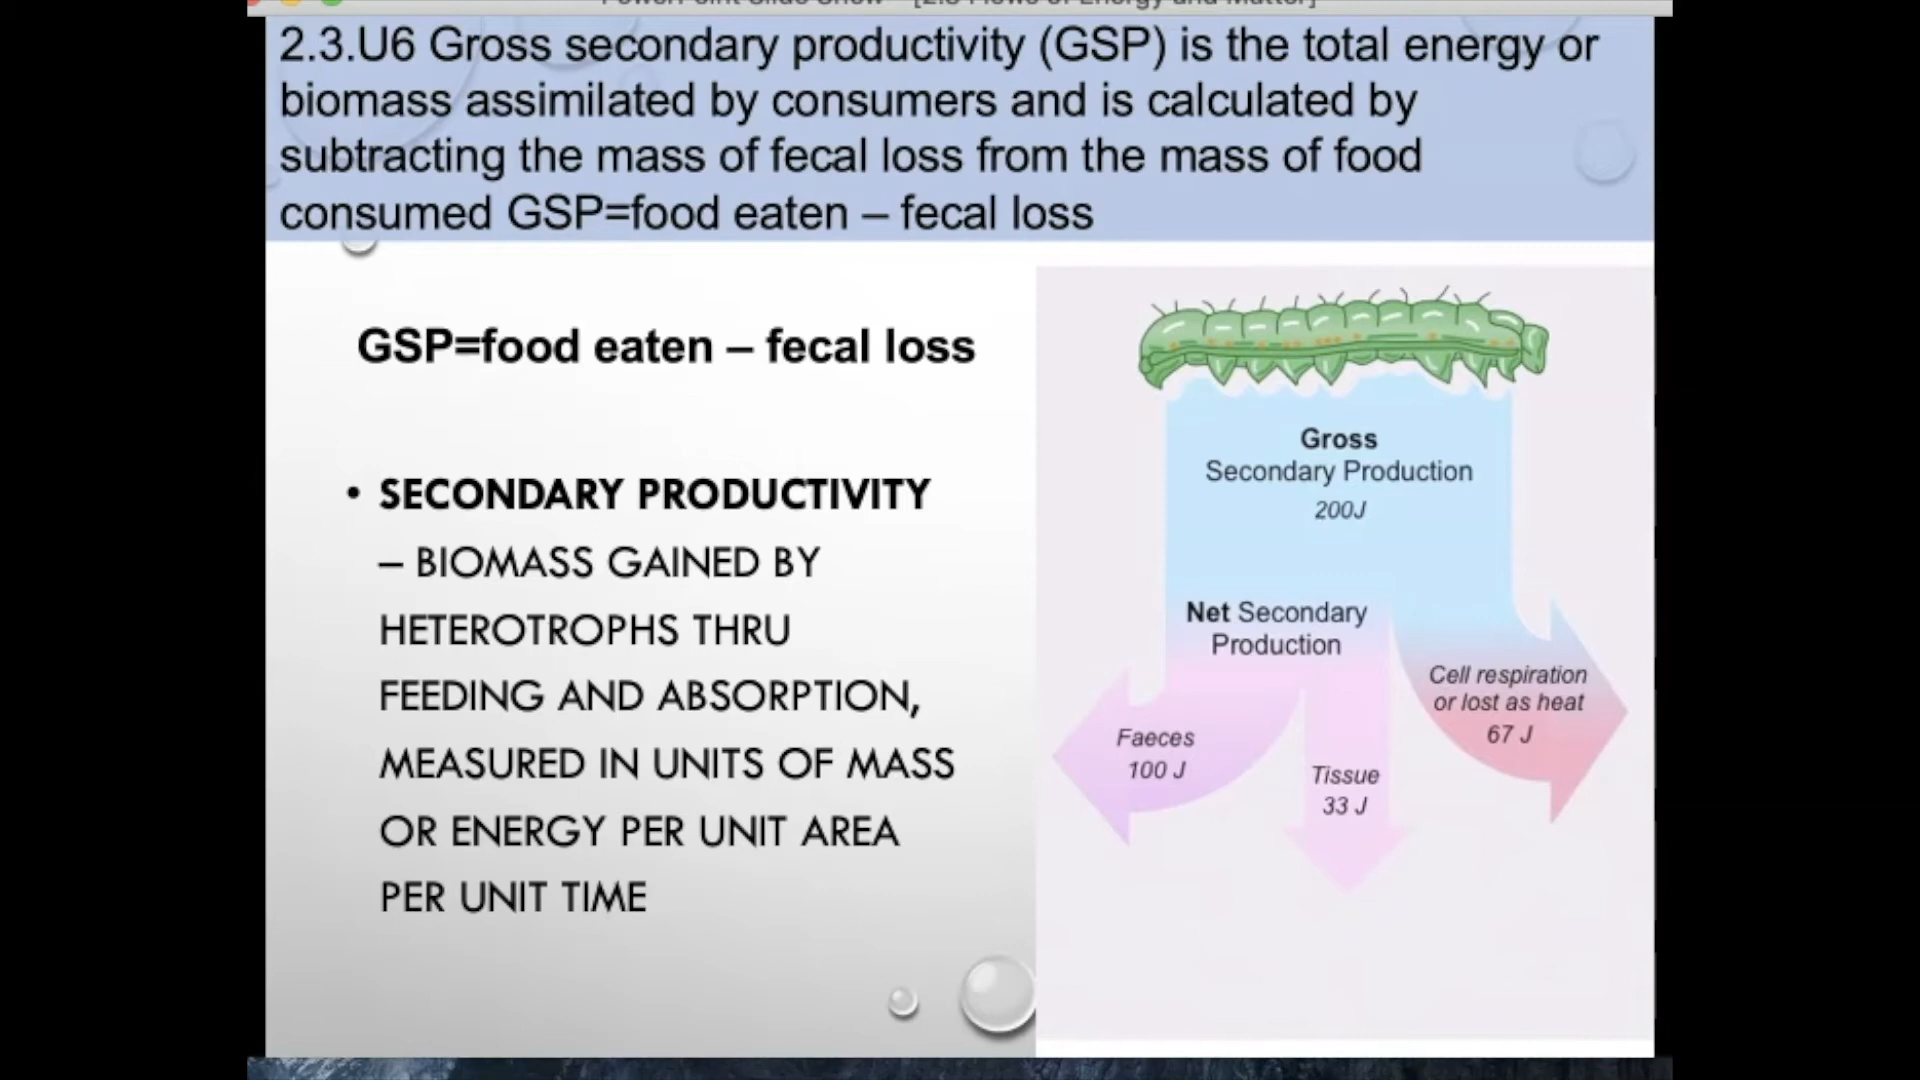 2.3.U6 Gross secondary productivity (GSP) is the total energy or
biomass assimilated by consumers and is calculated by
subtracting the mass of fecal loss from the mass of food
consumed GSP=food eaten – fecal loss
GSP=food eaten – fecal loss
• SECONDARY PRODUCTIVITY
– BIOMASS GAINED BY
HETEROTROPHS THRU
FEEDING AND ABSORPTION,
MEASURED IN UNITS OF MASS
OR ENERGY PER UNIT AREA
PER UNIT TIME
Gross
Secondary Production
200J
Net Secondary
Production
Cell respiration
or lost as heat
67 J
Faeces
100 J
Tissue
33 J